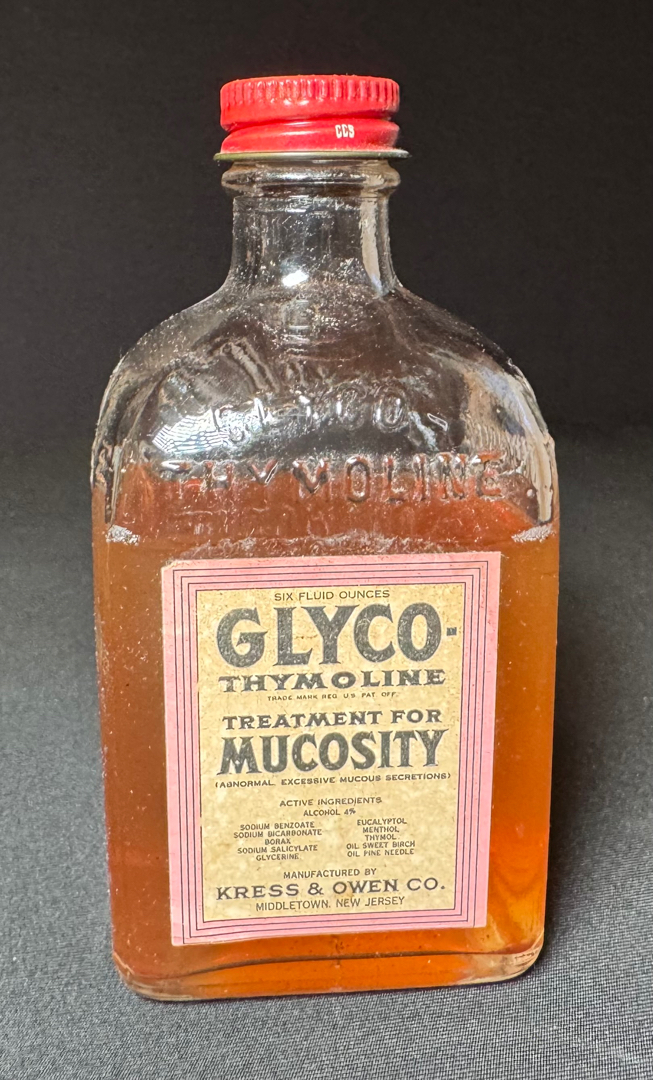 CCS
GLYCO-
THYMOLINE
SIX FLUID OUNCES
GLYCO-
THYMOLINE
TRADE MARK REG. U.S. PAT. OFF.
TREATMENT FOR
MUCOSITY
(ABNORMAL, EXCESSIVE MUCOUS SECRETIONS)
ACTIVE INGREDIENTS
ALCOHOL 4%
SODIUM BENZOATE
SODIUM BICARBONATE
BORAX
SODIUM SALICYLATE
GLYCERINE
EUCALYPTOL
MENTHOL
THYMOL
OIL SWEET BIRCH
OIL PINE NEEDLE
MANUFACTURED BY
KRESS & OWEN CO.
MIDDLETOWN, NEW JERSEY